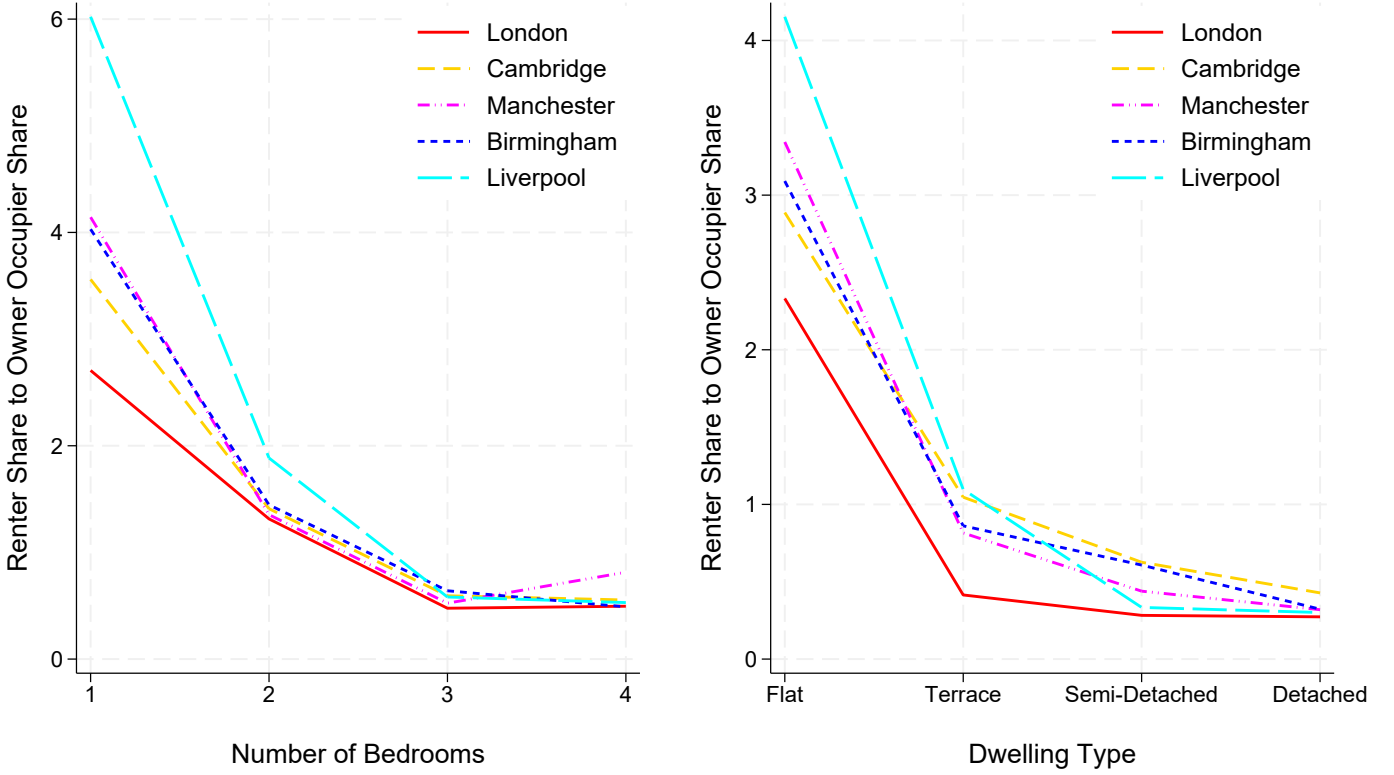 Renter Share to Owner Occupier Share
6
4
2
0
London
Cambridge
Manchester
Birmingham
Liverpool
1 2 3 4
Number of Bedrooms
Renter Share to Owner Occupier Share
4
3
2
1
0
London
Cambridge
Manchester
Birmingham
Liverpool
Flat Terrace Semi-Detached Detached
Dwelling Type